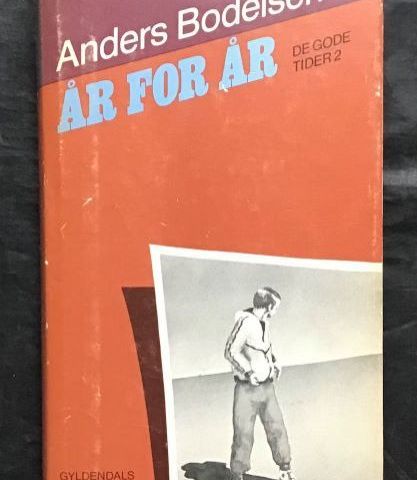 Anders Bodelsen
ÅR FOR ÅR
DE GODE
TIDER 2
GYLDENDALS